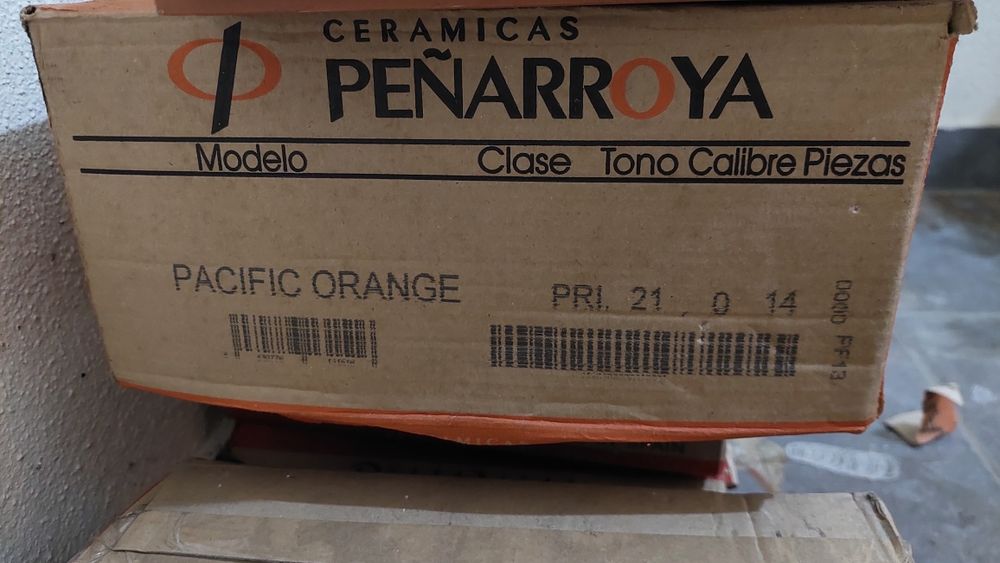 CERAMICAS
PEÑARROYA
Modelo Clase Tono Calibre Piezas
PACIFIC ORANGE PRI. 21 0 14